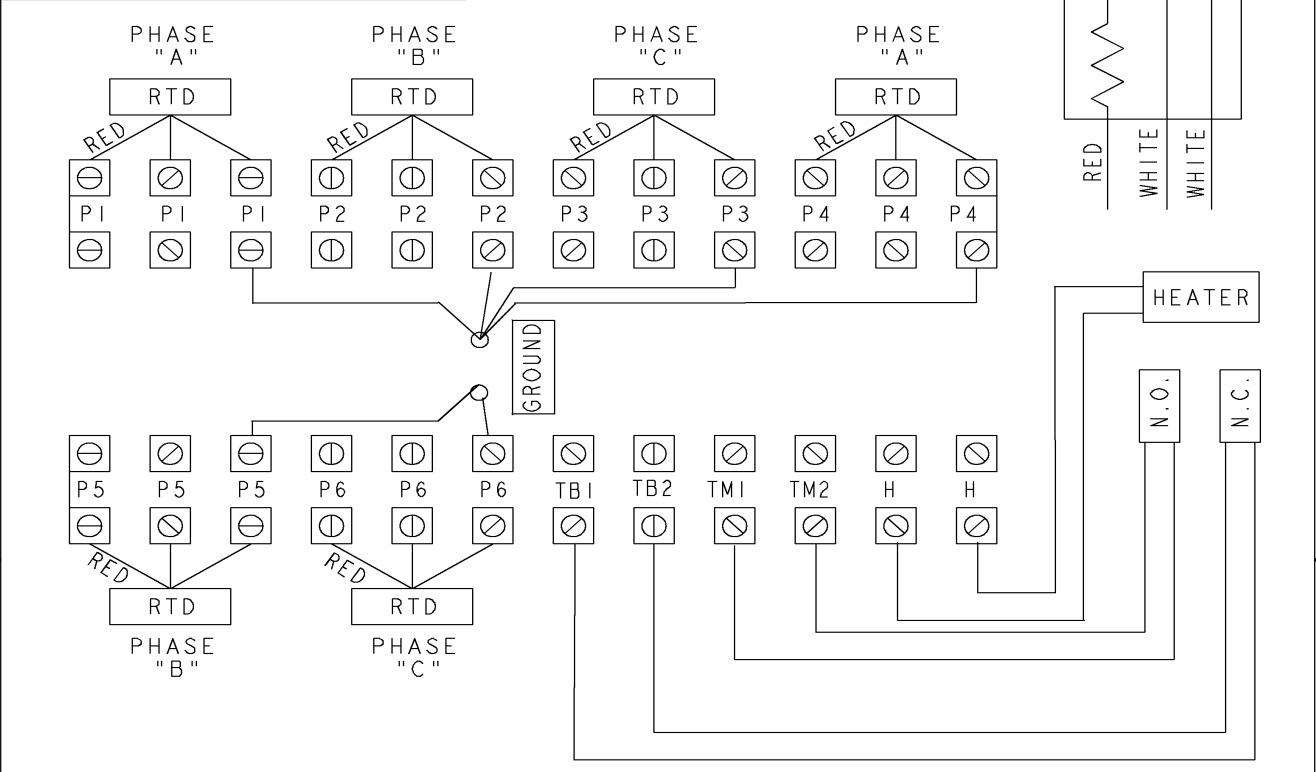 PHASE "A"
PHASE "B"
PHASE "C"
PHASE "A"
RTD
RTD
RTD
RTD
RED
RED
RED
RED
RED
WHITE
WHITE
P1 P1 P1 P2 P2 P2 P3 P3 P3 P4 P4 P4
HEATER
GROUND
N.O.
N.C.
P5 P5 P5 P6 P6 P6 TB1 TB2 TM1 TM2 H H
RED
RED
RTD
RTD
PHASE "B"
PHASE "C"